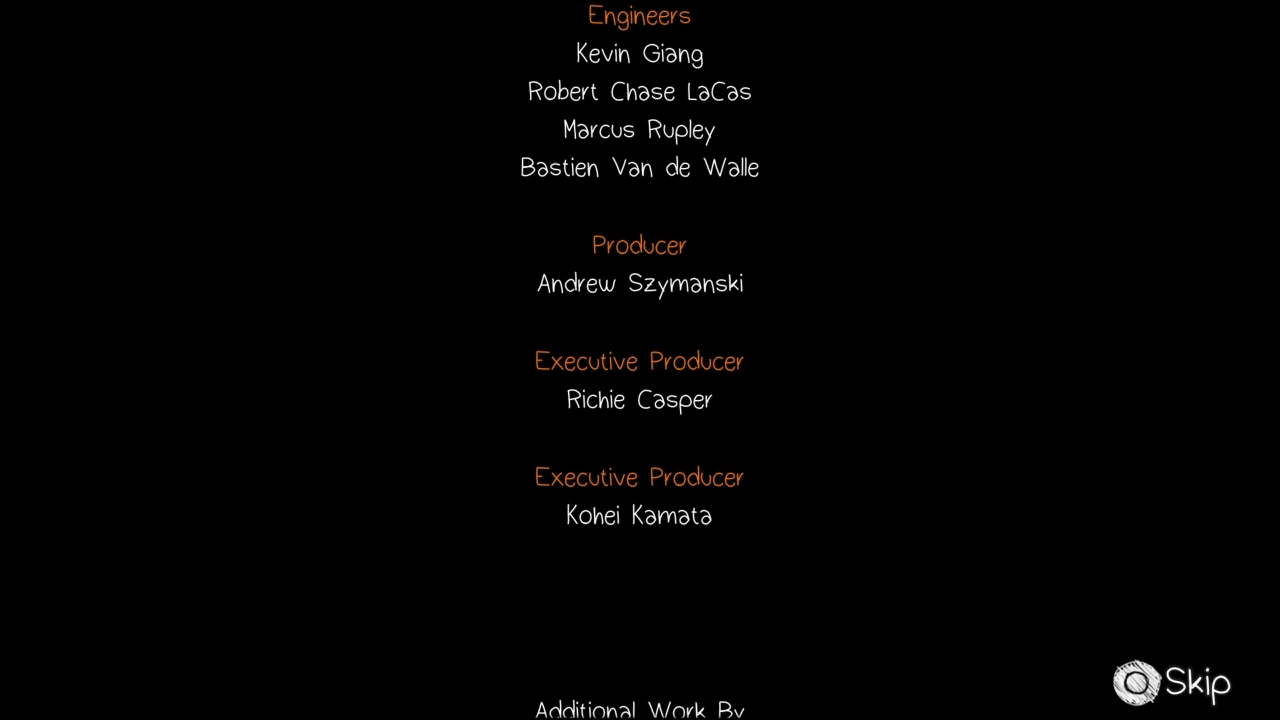 Engineers
Kevin Giang
Robert Chase LaCas
Marcus Rupley
Bastien Van de Walle
Producer
Andrew Szymanski
Executive Producer
Richie Casper
Executive Producer
Kohei Kamata
Skip
Additional Work By